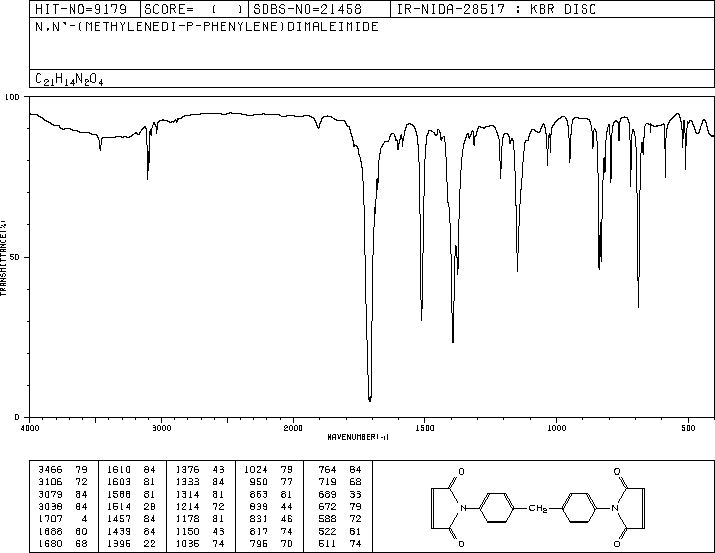 HIT-NO=9179 SCORE= ( ) SDBS-NO=21458 IR-NIDA-28517 : KBR DISC
N,N'-(METHYLENEDI-P-PHENYLENE)DIMALEIMIDE
C21H14N2O4
100
50
0
TRANSMITTANCE(%)
4000 3000 2000 1500 1000 500
WAVENUMBER(-1)
3466 79 1610 84 1376 43 1024 79 764 84
3106 72 1603 81 1333 84 950 77 719 68
3079 84 1588 81 1314 81 863 81 689 33
3038 84 1514 28 1214 72 839 44 672 79
1707 4 1457 84 1178 81 831 46 588 72
60 1439 84 1150 43 817 74 522 81
1680 68 1396 22 1035 74 796 70 511 74
O O
N CH2 N
O O